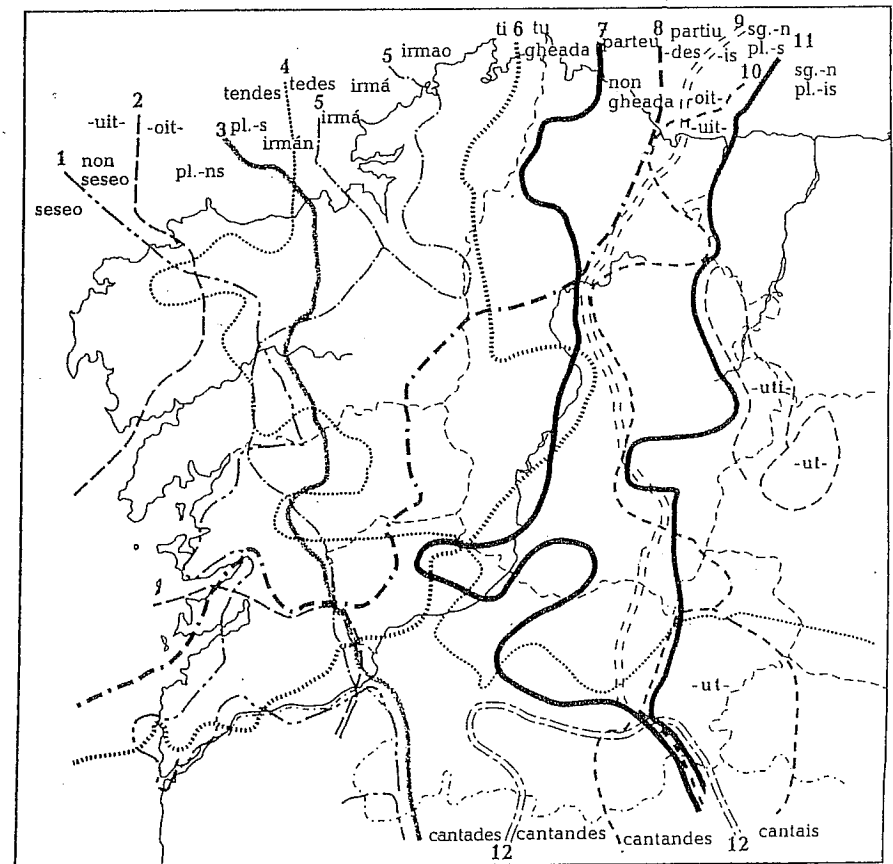 ti 6 tu 7 8 partiu 9 sg.-n
5 irmao gheada parteu -des -is pl.-s 11
4 tedes irmá non 10 sg.-n
tendes 5 gheada oit- pl.-is
2 irmá -uit-
-uit- -oit- 3 pl.-s irmán
1 non pl.-ns
seseo
seseo
-uti-
-ut-
-ut-
cantades cantandes cantandes 12 cantais
12